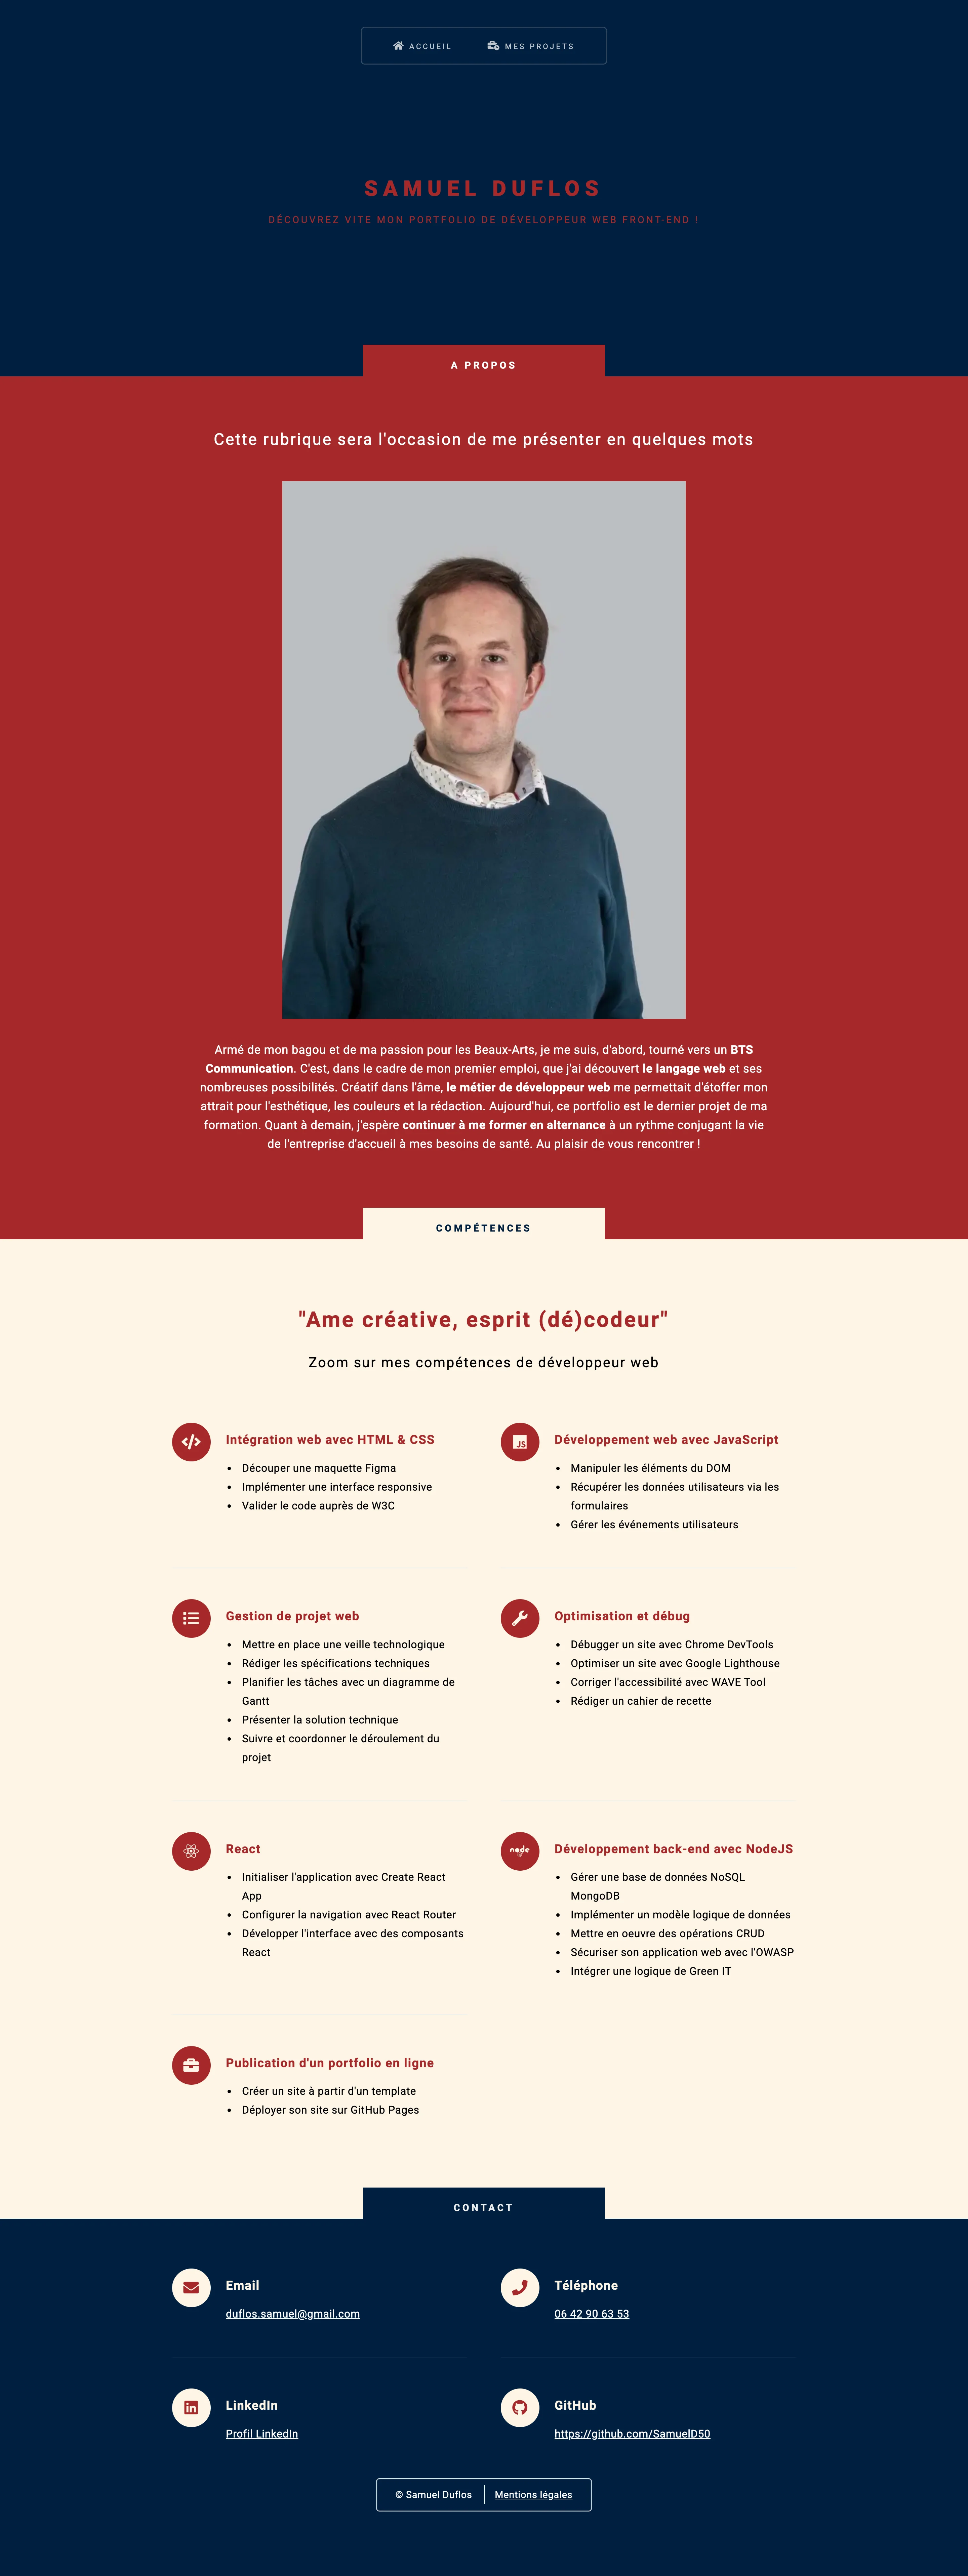 ACCUEIL MES PROJETS
SAMUEL DUFLOS
DÉCOUVREZ VITE MON PORTFOLIO DE DÉVELOPPEUR WEB FRONT-END !
A PROPOS
Cette rubrique sera l'occasion de me présenter en quelques mots
Armé de mon bagou et de ma passion pour les Beaux-Arts, je me suis, d'abord, tourné vers un BTS
Communication. C'est, dans le cadre de mon premier emploi, que j'ai découvert le langage web et ses
nombreuses possibilités. Créatif dans l'âme, le métier de développeur web me permettait d'étoffer mon
attrait pour l'esthétique, les couleurs et la rédaction. Aujourd'hui, ce portfolio est le dernier projet de ma
formation. Quant à demain, j'espère continuer à me former en alternance à un rythme conjugant la vie
de l'entreprise d'accueil à mes besoins de santé. Au plaisir de vous rencontrer !
COMPÉTENCES
"Ame créative, esprit (dé)codeur"
Zoom sur mes compétences de développeur web
Intégration web avec HTML & CSS
• Découper une maquette Figma
• Implémenter une interface responsive
• Valider le code auprès de W3C
JS
Développement web avec JavaScript
• Manipuler les éléments du DOM
• Récupérer les données utilisateurs via les
formulaires
• Gérer les événements utilisateurs
Gestion de projet web
• Mettre en place une veille technologique
• Rédiger les spécifications techniques
• Planifier les tâches avec un diagramme de
Gantt
• Présenter la solution technique
• Suivre et coordonner le déroulement du
projet
Optimisation et débug
• Débugger un site avec Chrome DevTools
• Optimiser un site avec Google Lighthouse
• Corriger l'accessibilité avec WAVE Tool
• Rédiger un cahier de recette
React
• Initialiser l'application avec Create React
App
• Configurer la navigation avec React Router
• Développer l'interface avec des composants
React
node
Développement back-end avec NodeJS
• Gérer une base de données NoSQL
MongoDB
• Implémenter un modèle logique de données
• Mettre en oeuvre des opérations CRUD
• Sécuriser son application web avec l'OWASP
• Intégrer une logique de Green IT
Publication d'un portfolio en ligne
• Créer un site à partir d'un template
• Déployer son site sur GitHub Pages
CONTACT
Email
duflos.samuel@gmail.com
Téléphone
06 42 90 63 53
in
LinkedIn
Profil LinkedIn
GitHub
https://github.com/SamuelD50
© Samuel Duflos Mentions légales